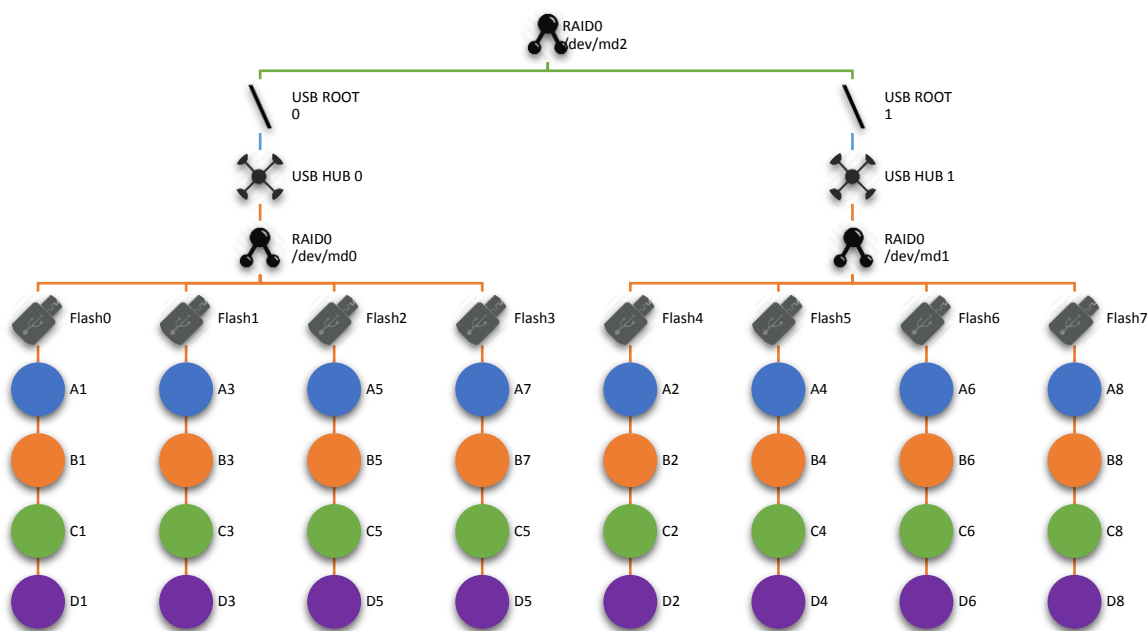 RAID0
/dev/md2
USB ROOT
0
USB ROOT
1
USB HUB 0
USB HUB 1
RAID0
/dev/md0
RAID0
/dev/md1
Flash0
Flash1
Flash2
Flash3
Flash4
Flash5
Flash6
Flash7
A1
A3
A5
A7
A2
A4
A6
A8
B1
B3
B5
B7
B2
B4
B6
B8
C1
C3
C5
C5
C2
C4
C6
C8
D1
D3
D5
D5
D2
D4
D6
D8